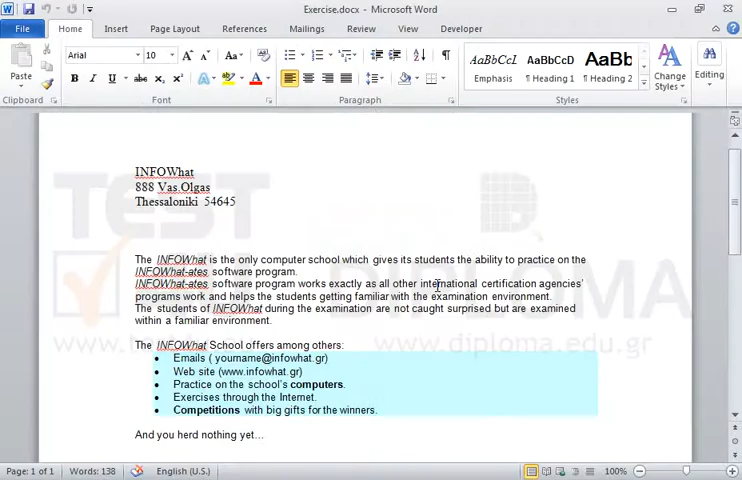 Exercise.docx - Microsoft Word
File Home Insert Page Layout References Mailings Review View Developer
Paste
Arial 10
Aa
AaBbCcI AaBbCcD AaBb
Emphasis ¶ Heading 1 ¶ Heading 2
Change Styles
Editing
Clipboard Font Paragraph Styles
INFOWhat
888 Vas.Olgas
Thessaloniki 54645
The INFOWhat is the only computer school which gives its students the ability to practice on the
INFOWhat-ates software program.
INFOWhat-ates software program works exactly as all other international certification agencies'
programs work and helps the students getting familiar with the examination environment.
The students of INFOWhat during the examination are not caught surprised but are examined
within a familiar environment.
The INFOWhat School offers among others:
• Emails ( yourname@infowhat.gr)
• Web site (www.infowhat.gr)
• Practice on the school's computers.
• Exercises through the Internet.
• Competitions with big gifts for the winners.
And you herd nothing yet…
TEST
DIPLOMA
www.diploma.edu.gr
Page: 1 of 1 Words: 138 English (U.S.) 100%